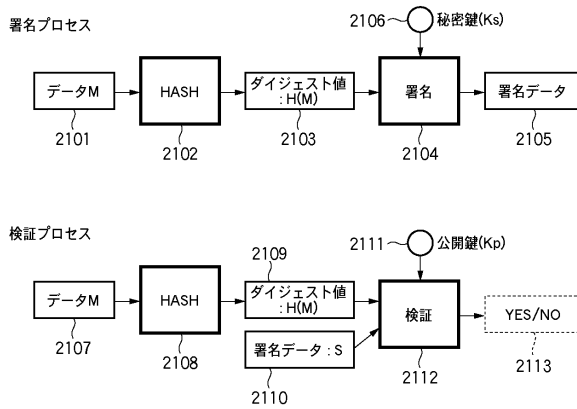 署名プロセス
2106
秘密鍵(Ks)
データM
HASH
ダイジェスト値
:H(M)
署名
署名データ
2101
2102
2103
2104
2105
検証プロセス
2109
2111
公開鍵(Kp)
データM
HASH
ダイジェスト値
:H(M)
検証
YES/NO
署名データ:S
2107
2108
2110
2112
2113